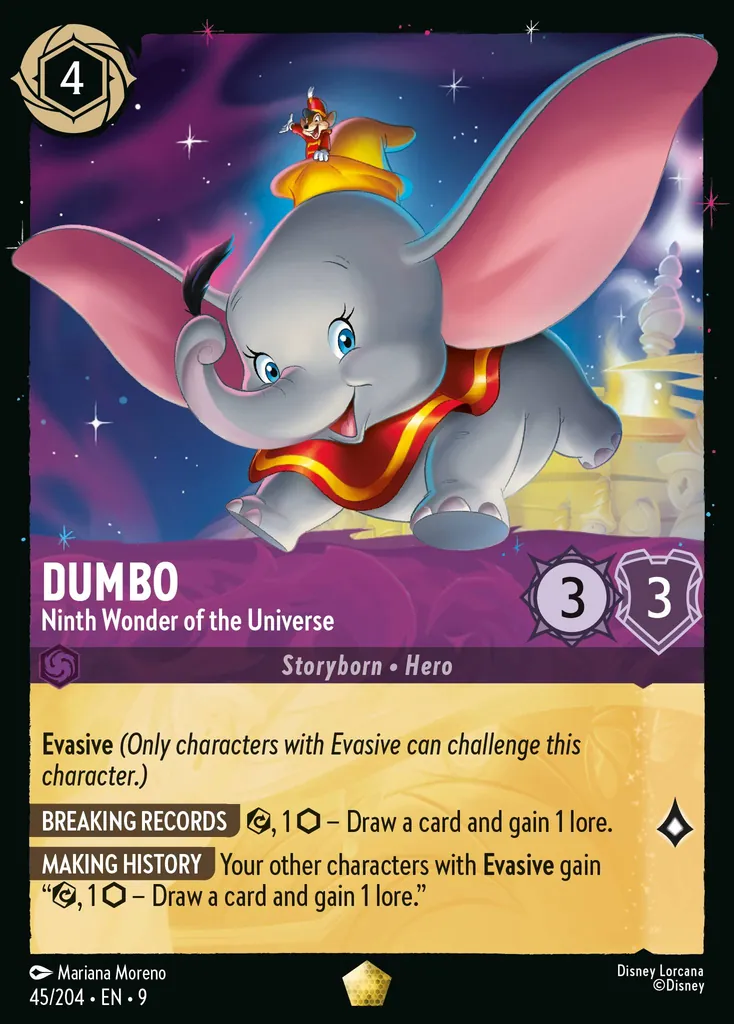 4
DUMBO
Ninth Wonder of the Universe
3
3
Storyborn • Hero
Evasive (Only characters with Evasive can challenge this
character.)
BREAKING RECORDS , 1 – Draw a card and gain 1 lore.
MAKING HISTORY Your other characters with Evasive gain
“, 1 – Draw a card and gain 1 lore.”
Mariana Moreno
45/204 • EN • 9
Disney Lorcana
©Disney